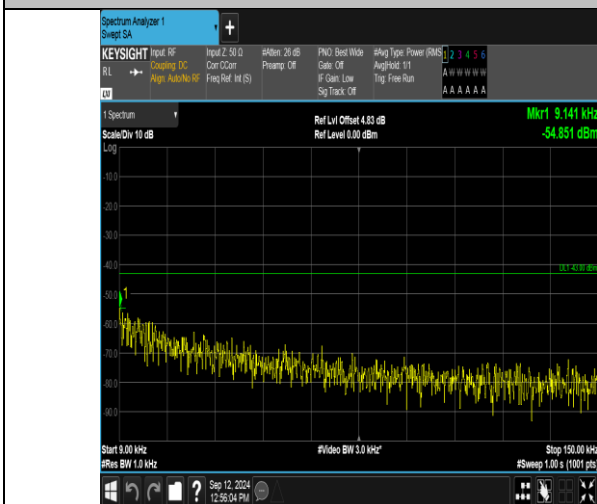 Spectrum Analyzer 1
Swept SA
+
KEYSIGHT
RL
Input: RF
Coupling: DC
Align: Auto/No RF
Input Z: 50 Ω
Corr CCorr
Freq Ref: Int (S)
#Atten: 26 dB
Preamp: Off
PNO: Best Wide
Gate: Off
IF Gain: Low
Sig Track: Off
#Avg Type: Power (RMS
Avg|Hold: 1/1
Trig: Free Run
1 2 3 4 5 6
A W W W W W
A A A A A A
1 Spectrum
Scale/Div 10 dB
Log
Ref Lvl Offset 4.83 dB
Ref Level 0.00 dBm
Mkr1 9.141 kHz
-54.851 dBm
-10.0
-20.0
-30.0
-40.0
DL1 -43.00 dBm
-50.0
1
-60.0
-70.0
-80.0
-90.0
Start 9.00 kHz
#Res BW 1.0 kHz
#Video BW 3.0 kHz*
Stop 150.00 kHz
#Sweep 1.00 s (1001 pts)
?
Sep 12, 2024
12:56:04 PM